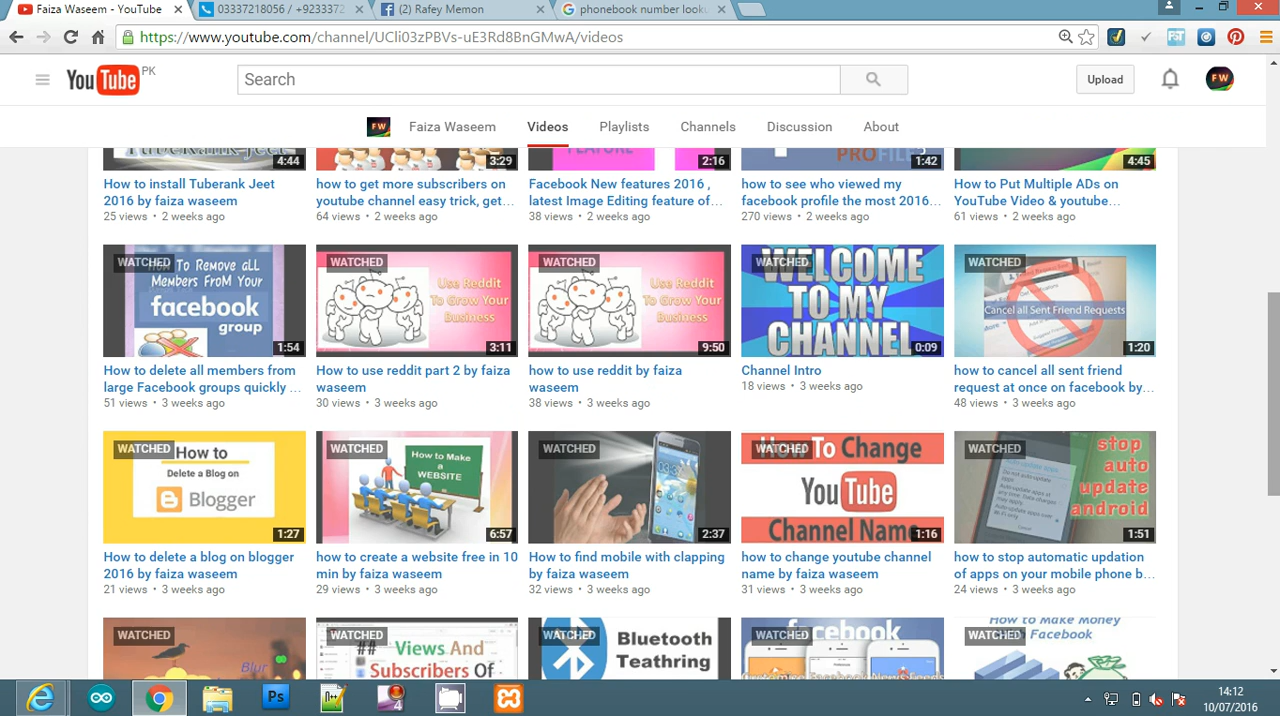 Faiza Waseem - YouTube
03337218056 / +9233372
(2) Rafey Memon
phonebook number look
https://www.youtube.com/channel/UCli03zPBVs-uE3Rd8BnGMwA/videos
YouTube PK
Search
Upload
FW
FW
Faiza Waseem
Videos
Playlists
Channels
Discussion
About
4:44
3:29
FEATURE
2:16
PROFILE
1:42
4:45
How to install Tuberank Jeet
2016 by faiza waseem
25 views • 2 weeks ago
how to get more subscribers on
youtube channel easy trick, get...
64 views • 2 weeks ago
Facebook New features 2016 ,
latest Image Editing feature of...
38 views • 2 weeks ago
how to see who viewed my
facebook profile the most 2016...
270 views • 2 weeks ago
How to Put Multiple ADs on
YouTube Video & youtube...
61 views • 2 weeks ago
WATCHED
How To Remove aLL
Members FroM Your
facebook
group
1:54
WATCHED
Use Reddit
To Grow Your
Business
3:11
WATCHED
Use Reddit
To Grow Your
Business
9:50
WATCHED
WELCOME
TO MY
CHANNEL
0:09
WATCHED
Cancel all Sent Friend Requests
1:20
How to delete all members from
large Facebook groups quickly ...
51 views • 3 weeks ago
How to use reddit part 2 by faiza
waseem
30 views • 3 weeks ago
how to use reddit by faiza
waseem
38 views • 3 weeks ago
Channel Intro
18 views • 3 weeks ago
how to cancel all sent friend
request at once on facebook by...
48 views • 3 weeks ago
WATCHED
How to
Delete a Blog on
Blogger
1:27
WATCHED
How to Make
a
WEBSITE
6:57
WATCHED
2:37
WATCHED
How To Change
YouTube
Channel Name
1:16
WATCHED
stop
auto
update
android
1:51
How to delete a blog on blogger
2016 by faiza waseem
21 views • 3 weeks ago
how to create a website free in 10
min by faiza waseem
29 views • 3 weeks ago
How to find mobile with clapping
by faiza waseem
32 views • 3 weeks ago
how to change youtube channel
name by faiza waseem
31 views • 3 weeks ago
how to stop automatic updation
of apps on your mobile phone b...
24 views • 3 weeks ago
WATCHED
Blur
WATCHED
## Views And
Subscribers Of
WATCHED
Bluetooth
Teathring
WATCHED
facebook
WATCHED
How to Make Money
Facebook
Ps
14:12
10/07/2016